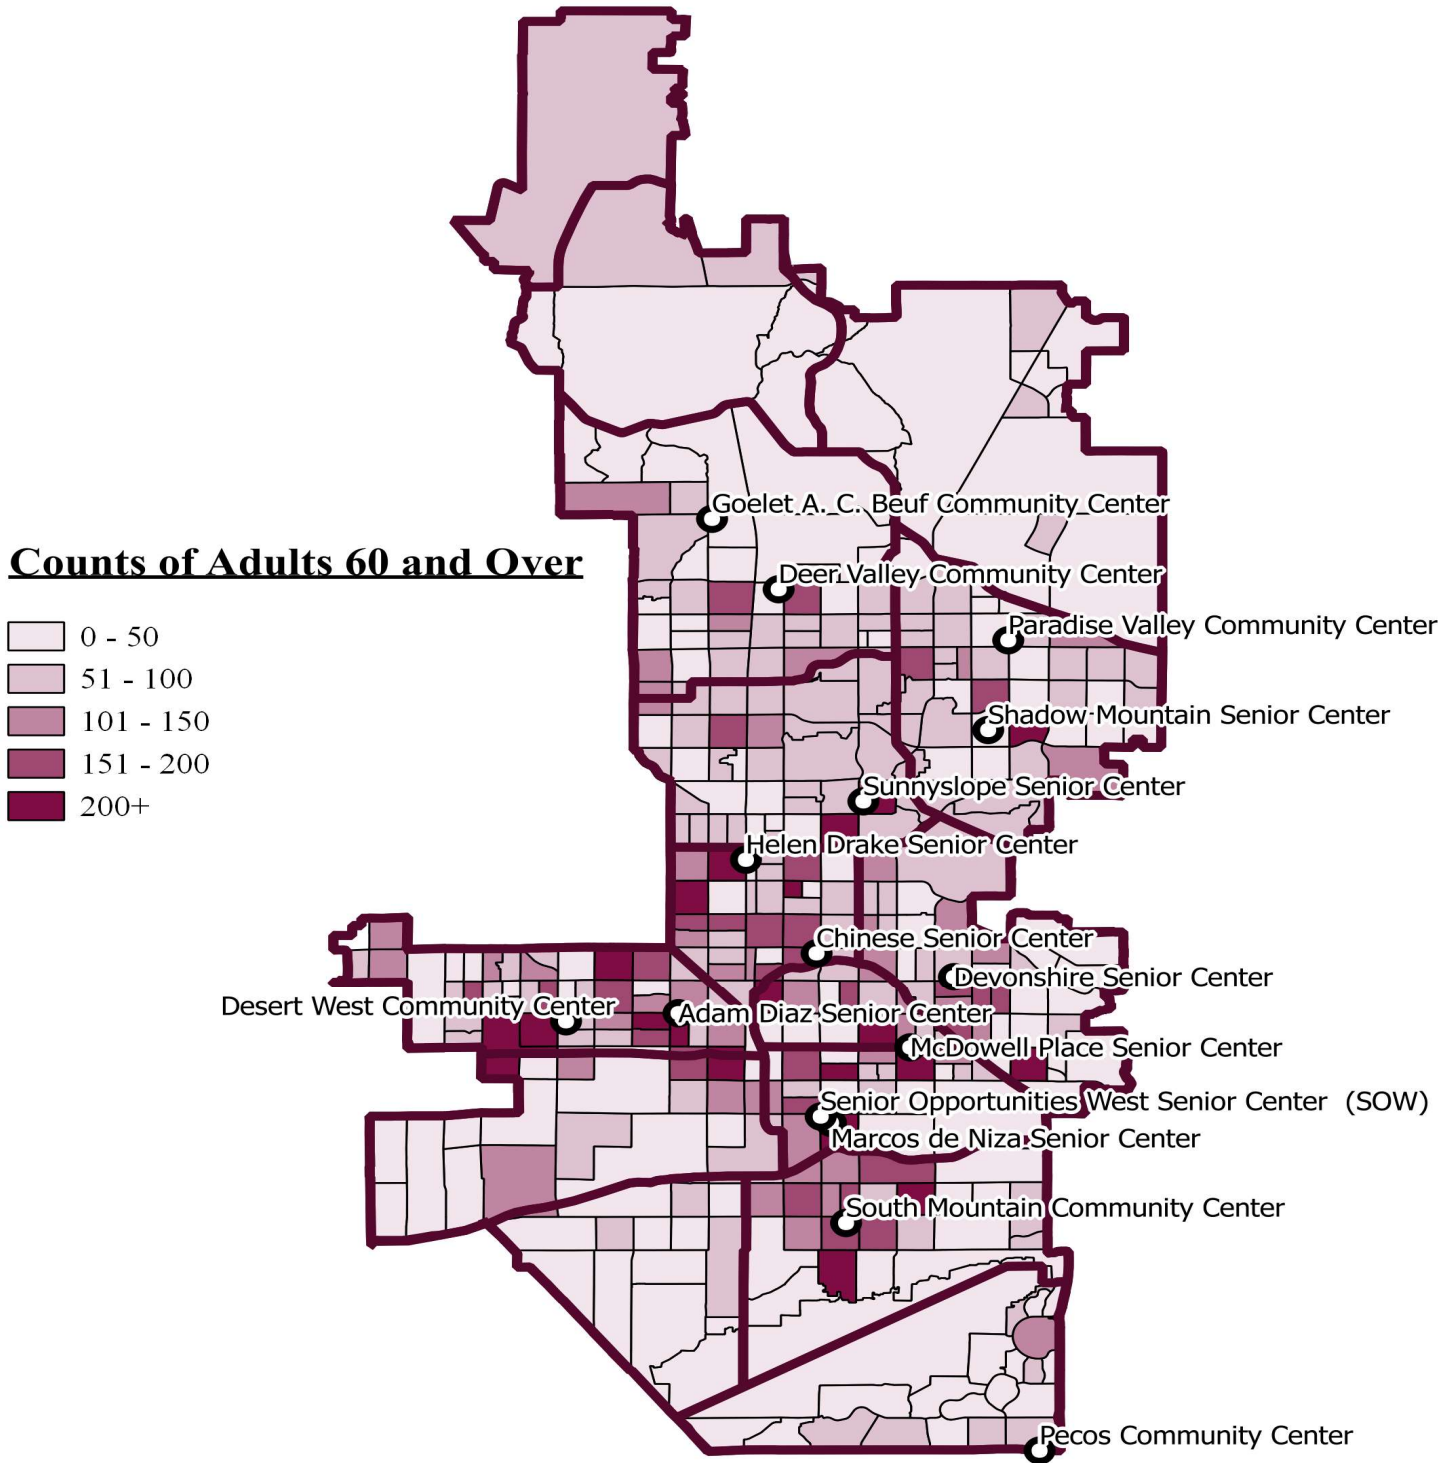 Goelet A. C. Beuf Community Center
Counts of Adults 60 and Over
Deer Valley Community Center
0 - 50
Paradise Valley Community Center
51 - 100
101 - 150
Shadow Mountain Senior Center
151 - 200
Sunnyslope Senior Center
200+
Helen Drake Senior Center
Chinese Senior Center
Devonshire Senior Center
Desert West Community Center
Adam Diaz Senior Center
McDowell Place Senior Center
Senior Opportunities West Senior Center (SOW)
Marcos de Niza Senior Center
South Mountain Community Center
Pecos Community Center